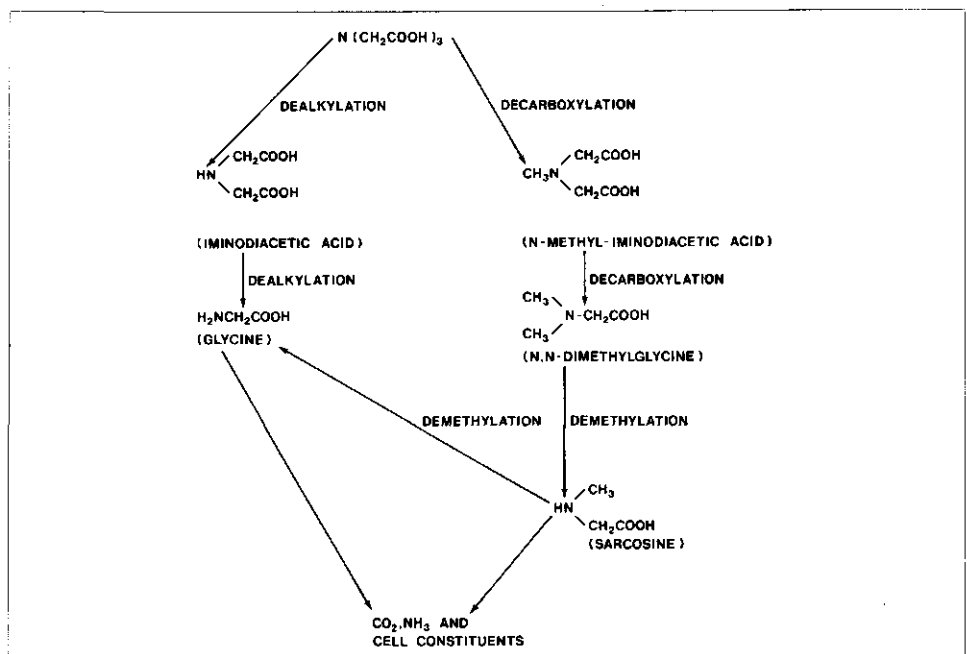 N(CH₂COOH)₃
DEALKYLATION
DECARBOXYLATION
CH₂COOH
HN
CH₂COOH
CH₂COOH
CH₃N
CH₂COOH
(IMINODIACETIC ACID)
(N-METHYL-IMINODIACETIC ACID)
DEALKYLATION
DECARBOXYLATION
H₂NCH₂COOH
(GLYCINE)
CH₃
N-CH₂COOH
CH₃
(N,N-DIMETHYLGLYCINE)
DEMETHYLATION
DEMETHYLATION
CH₃
HN
CH₂COOH
(SARCOSINE)
CO₂,NH₃ AND
CELL CONSTITUENTS